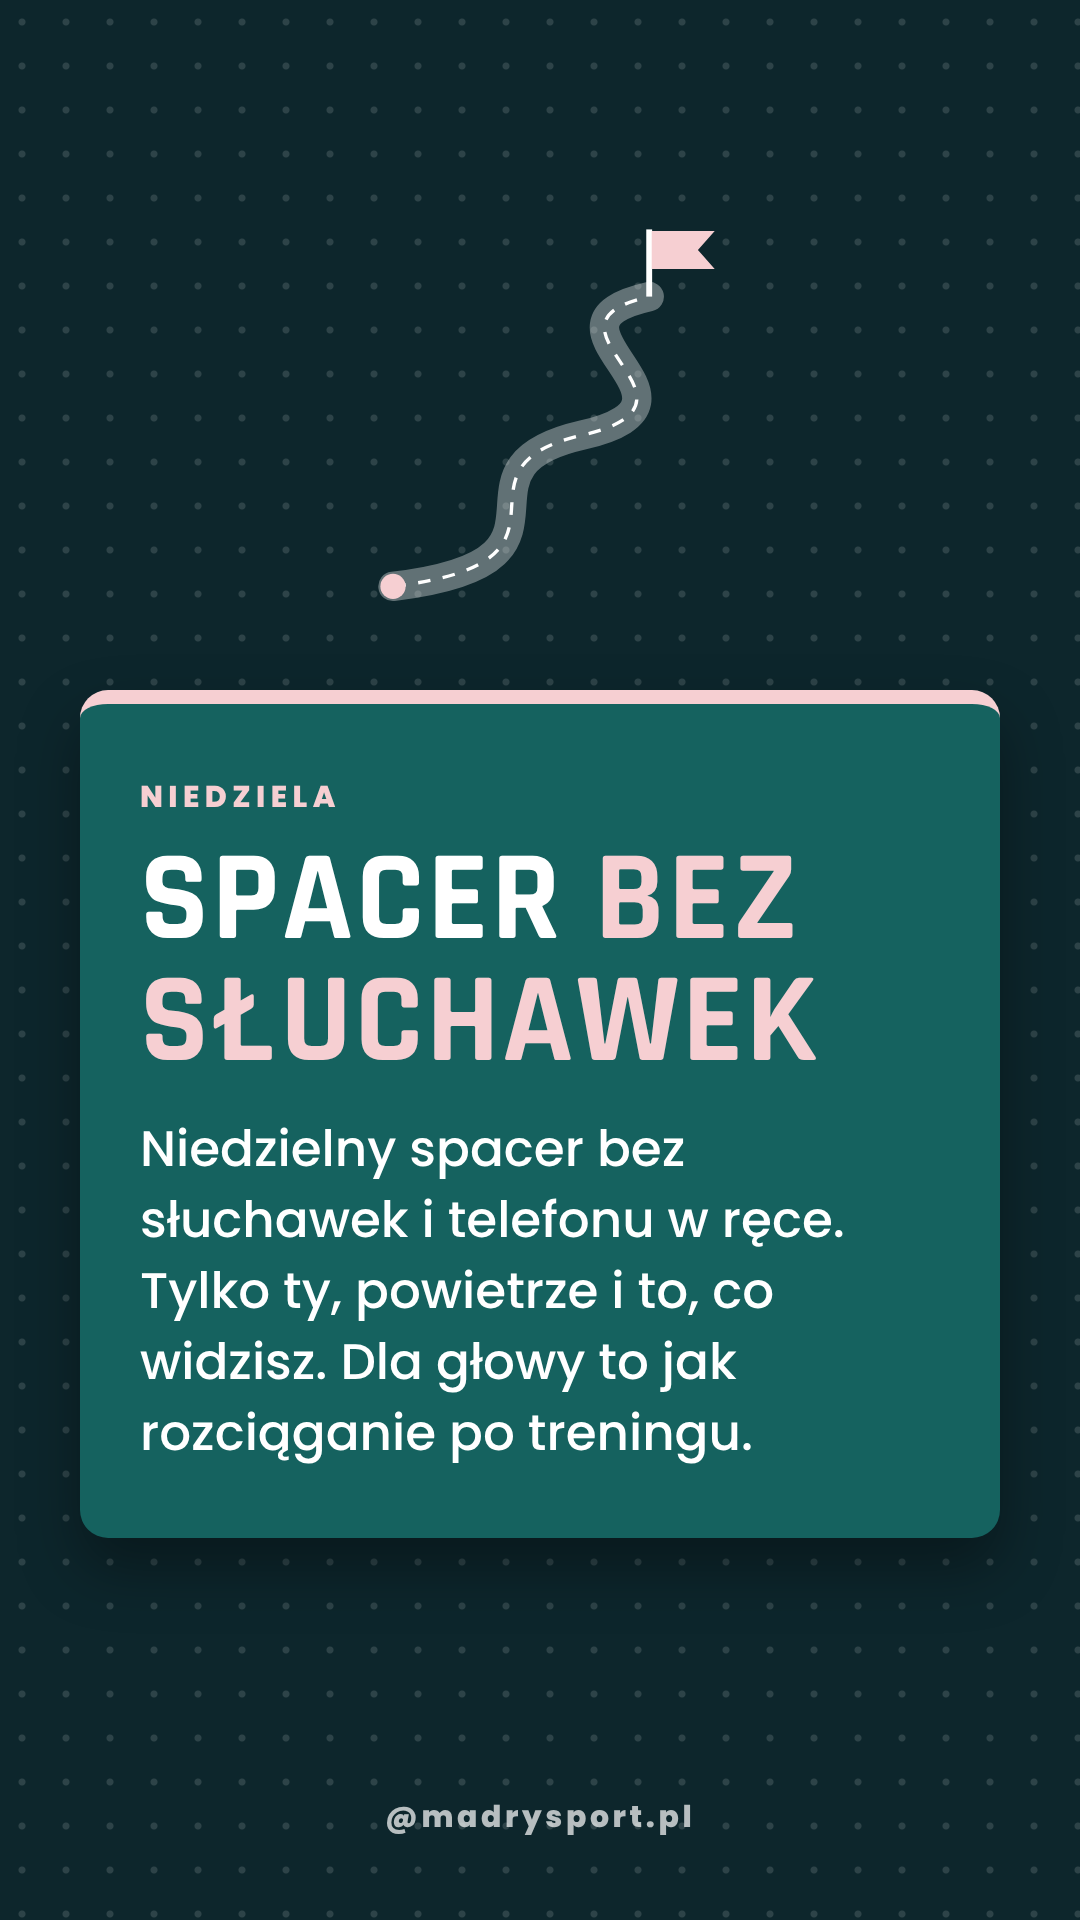 NIEDZIELA
SPACER BEZ
SŁUCHAWEK
Niedzielny spacer bez
słuchawek i telefonu w ręce.
Tylko ty, powietrze i to, co
widzisz. Dla głowy to jak
rozciąganie po treningu.
@madrysport.pl